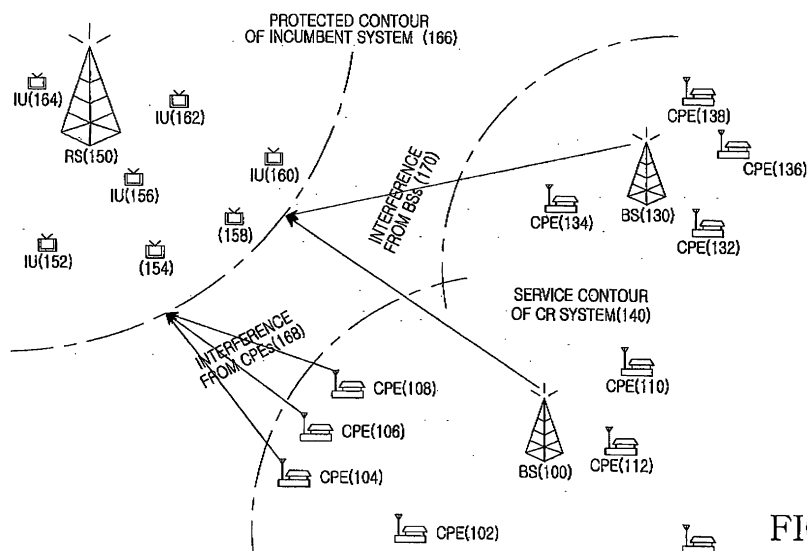 PROTECTED CONTOUR
OF INCUMBENT SYSTEM (166)
IU(164)
IU(162)
RS(150)
IU(156)
IU(160)
(158)
IU(152)
(154)
CPE(138)
CPE(136)
BS(130)
CPE(134)
CPE(132)
INTERFERENCE
FROM BSs (170)
SERVICE CONTOUR
OF CR SYSTEM(140)
INTERFERENCE
FROM CPEs(168)
CPE(108)
CPE(110)
CPE(106)
BS(100)
CPE(112)
CPE(104)
CPE(102)